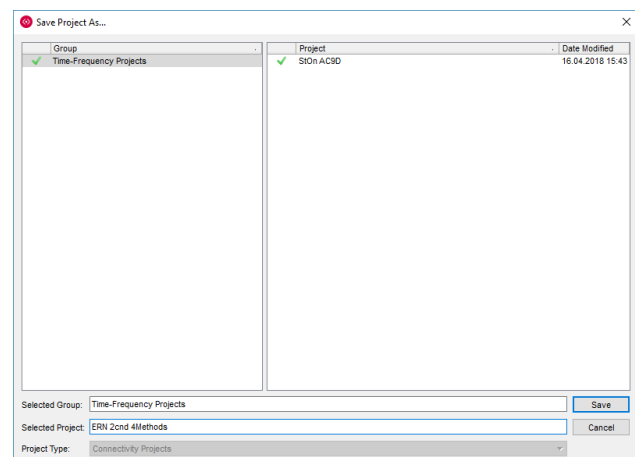 Save Project As...
Group Project Date Modified
Time-Frequency Projects StOn AC9D 16.04.2018 15:43
Selected Group: Time-Frequency Projects Save
Selected Project: ERN 2cnd 4Methods Cancel
Project Type: Connectivity Projects